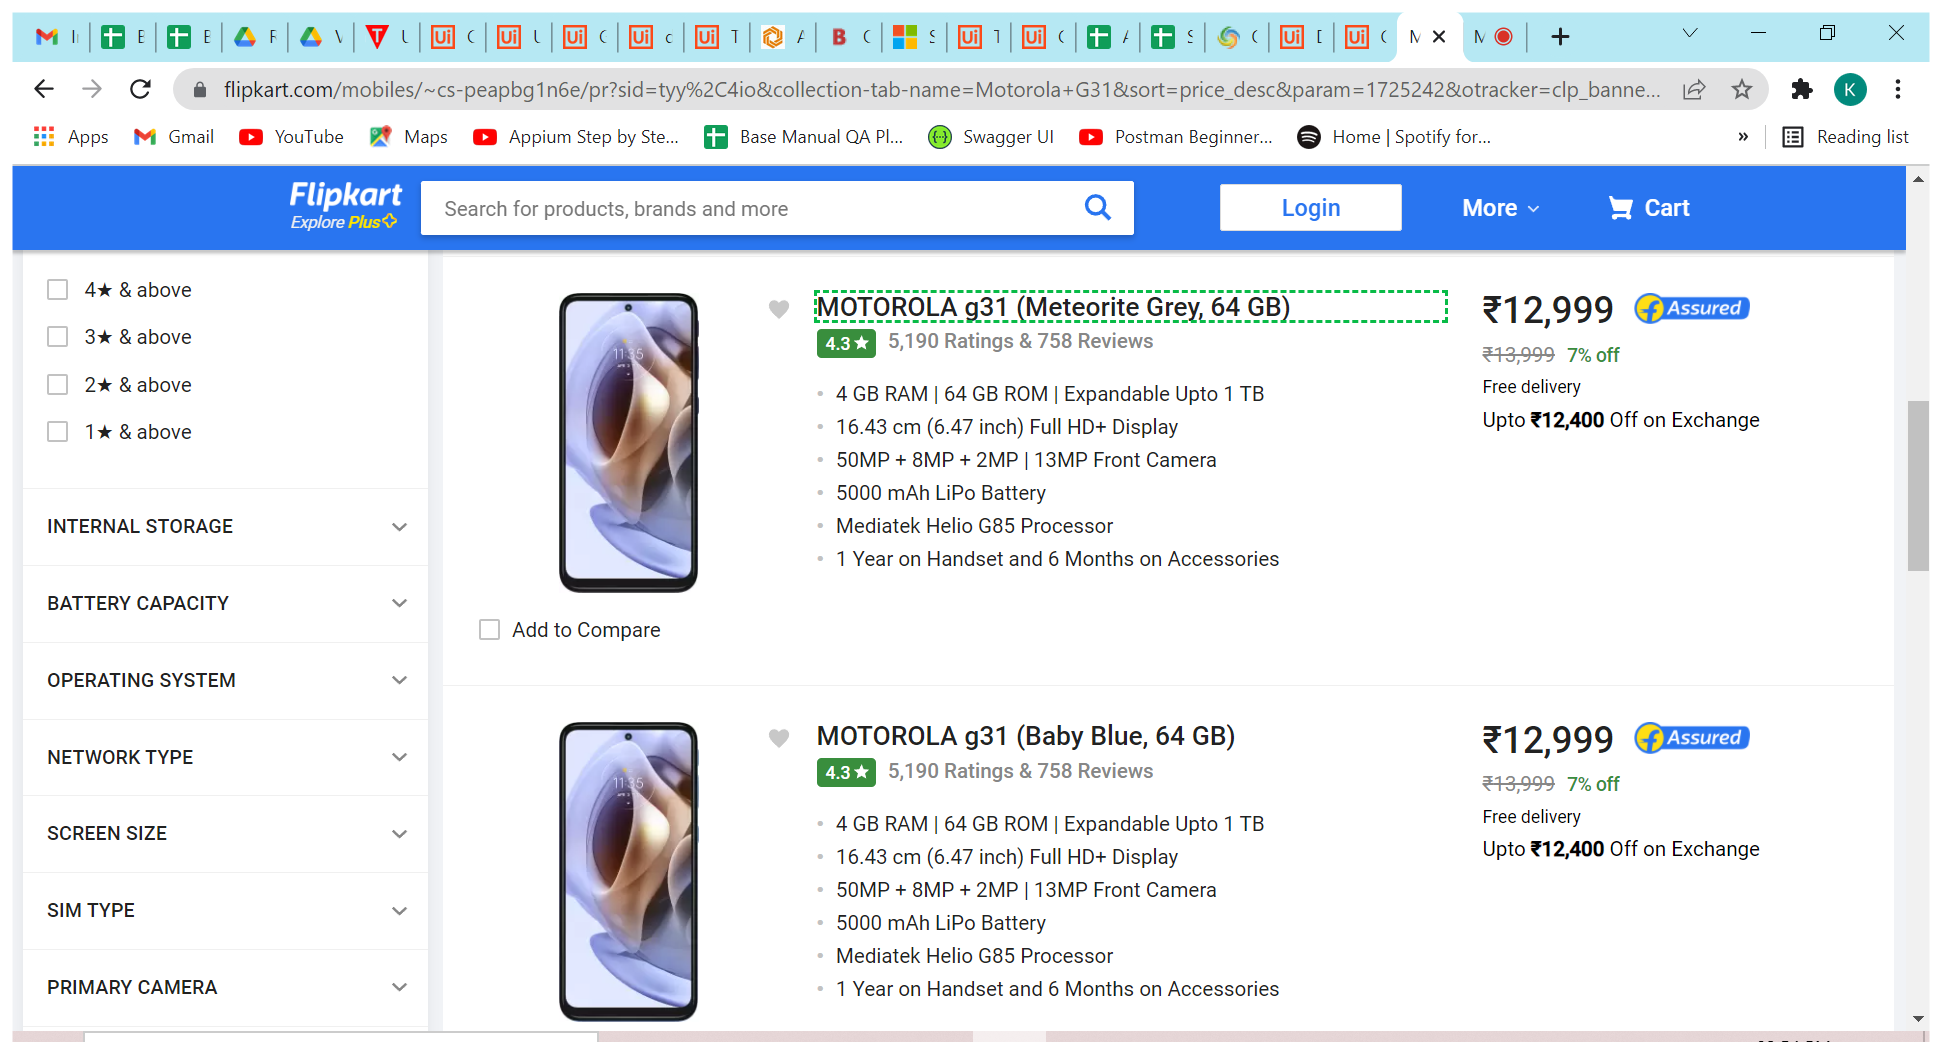 flipkart.com/mobiles/~cs-peapbg1n6e/pr?sid=tyy%2C4io&collection-tab-name=Motorola+G31&sort=price_desc&param=1725242&otracker=clp_banne...
K
Apps Gmail YouTube Maps Appium Step by Ste... Base Manual QA Pl... Swagger UI Postman Beginner... Home | Spotify for... » Reading list
Flipkart
Explore Plus
Search for products, brands and more
Login
More
Cart
4★ & above
3★ & above
2★ & above
1★ & above
INTERNAL STORAGE
BATTERY CAPACITY
OPERATING SYSTEM
NETWORK TYPE
SCREEN SIZE
SIM TYPE
PRIMARY CAMERA
11:35
Add to Compare
MOTOROLA g31 (Meteorite Grey, 64 GB)
4.3★ 5,190 Ratings & 758 Reviews
4 GB RAM | 64 GB ROM | Expandable Upto 1 TB
16.43 cm (6.47 inch) Full HD+ Display
50MP + 8MP + 2MP | 13MP Front Camera
5000 mAh LiPo Battery
Mediatek Helio G85 Processor
1 Year on Handset and 6 Months on Accessories
₹12,999 Assured
₹13,999 7% off
Free delivery
Upto ₹12,400 Off on Exchange
11:35
MOTOROLA g31 (Baby Blue, 64 GB)
4.3★ 5,190 Ratings & 758 Reviews
4 GB RAM | 64 GB ROM | Expandable Upto 1 TB
16.43 cm (6.47 inch) Full HD+ Display
50MP + 8MP + 2MP | 13MP Front Camera
5000 mAh LiPo Battery
Mediatek Helio G85 Processor
1 Year on Handset and 6 Months on Accessories
₹12,999 Assured
₹13,999 7% off
Free delivery
Upto ₹12,400 Off on Exchange